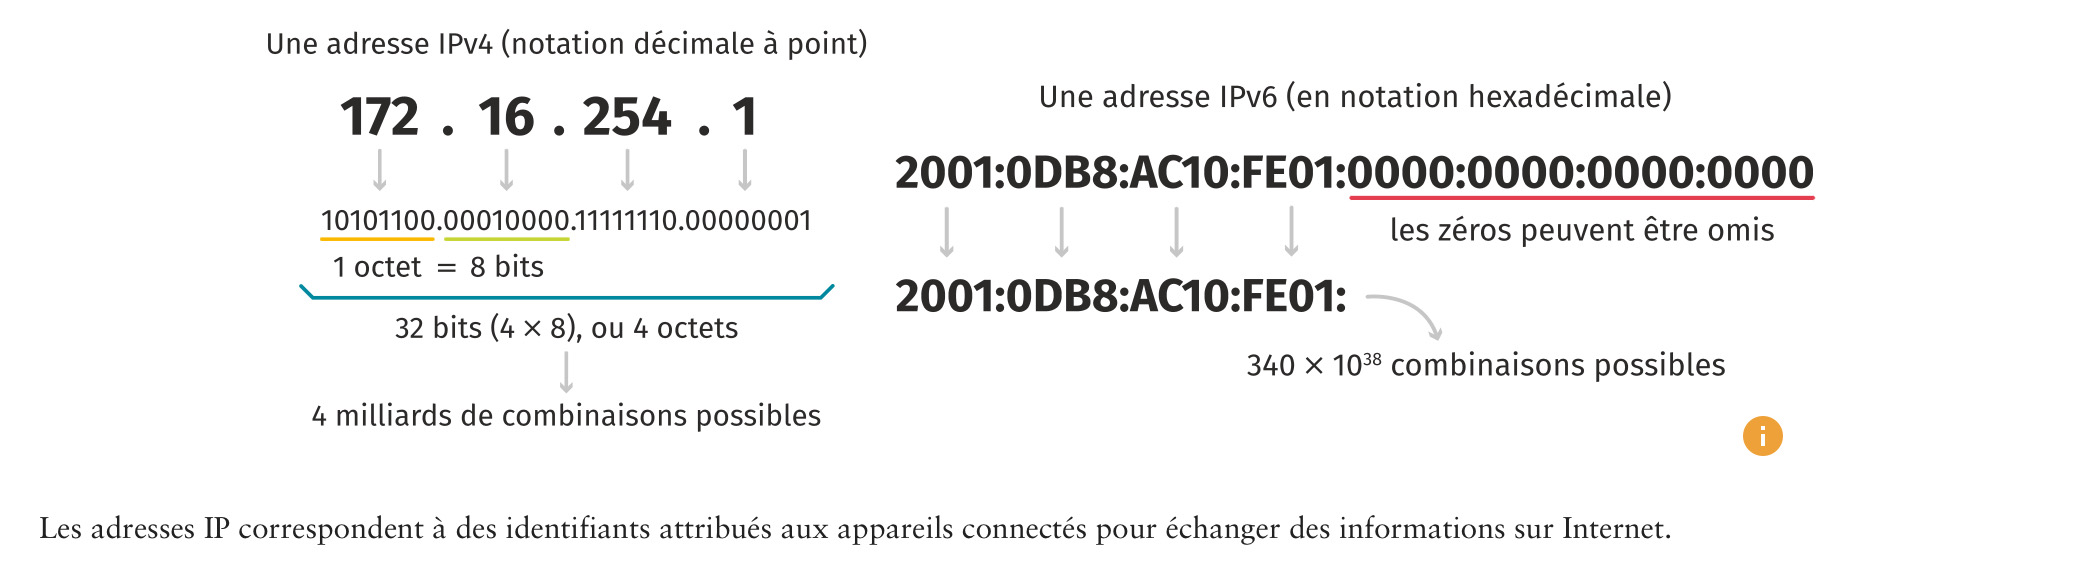 Une adresse IPv4 (notation décimale à point)
172 . 16 . 254 . 1
10101100.00010000.11111110.00000001
1 octet = 8 bits
32 bits (4 × 8), ou 4 octets
4 milliards de combinaisons possibles
Une adresse IPv6 (en notation hexadécimale)
2001:0DB8:AC10:FE01:0000:0000:0000:0000
les zéros peuvent être omis
2001:0DB8:AC10:FE01:
340 × 10³⁸ combinaisons possibles
i
Les adresses IP correspondent à des identifiants attribués aux appareils connectés pour échanger des informations sur Internet.